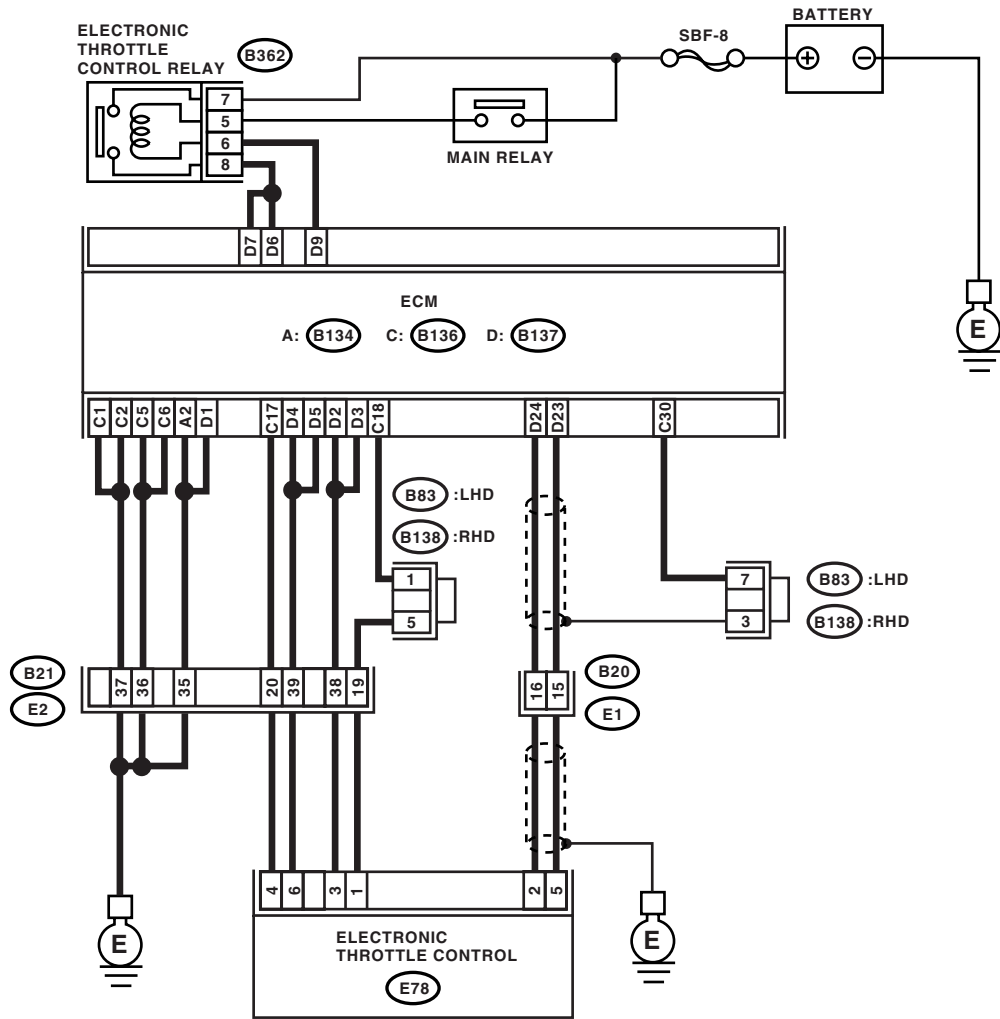 BATTERY
ELECTRONIC
THROTTLE
CONTROL RELAY
B362
SBF-8
7
5
6
8
MAIN RELAY
D7 D6 D9
E
ECM
A: B134 C: B136 D: B137
C1 C2 C5 C6 A2 D1 C17 D4 D5 D2 D3 C18 D24 D23 C30
B83 :LHD
B138 :RHD
1
5
7
3
B83 :LHD
B138 :RHD
B21
E2
37 36 35 20 39 38 19
16 15
B20
E1
4 6 3 1 2 5
E
E
ELECTRONIC
THROTTLE CONTROL
E78